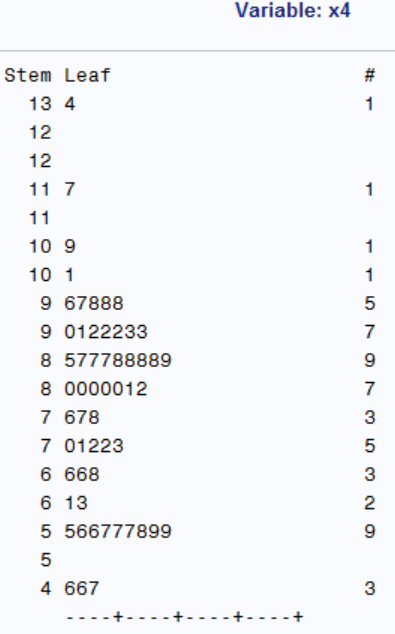 Variable: x4
Stem Leaf #
13 4 1
12
12
11 7 1
11
10 9 1
10 1 1
9 67888 5
9 0122233 7
8 577788889 9
8 0000012 7
7 678 3
7 01223 5
6 668 3
6 13 2
5 566777899 9
5
4 667 3
----+----+----+----+